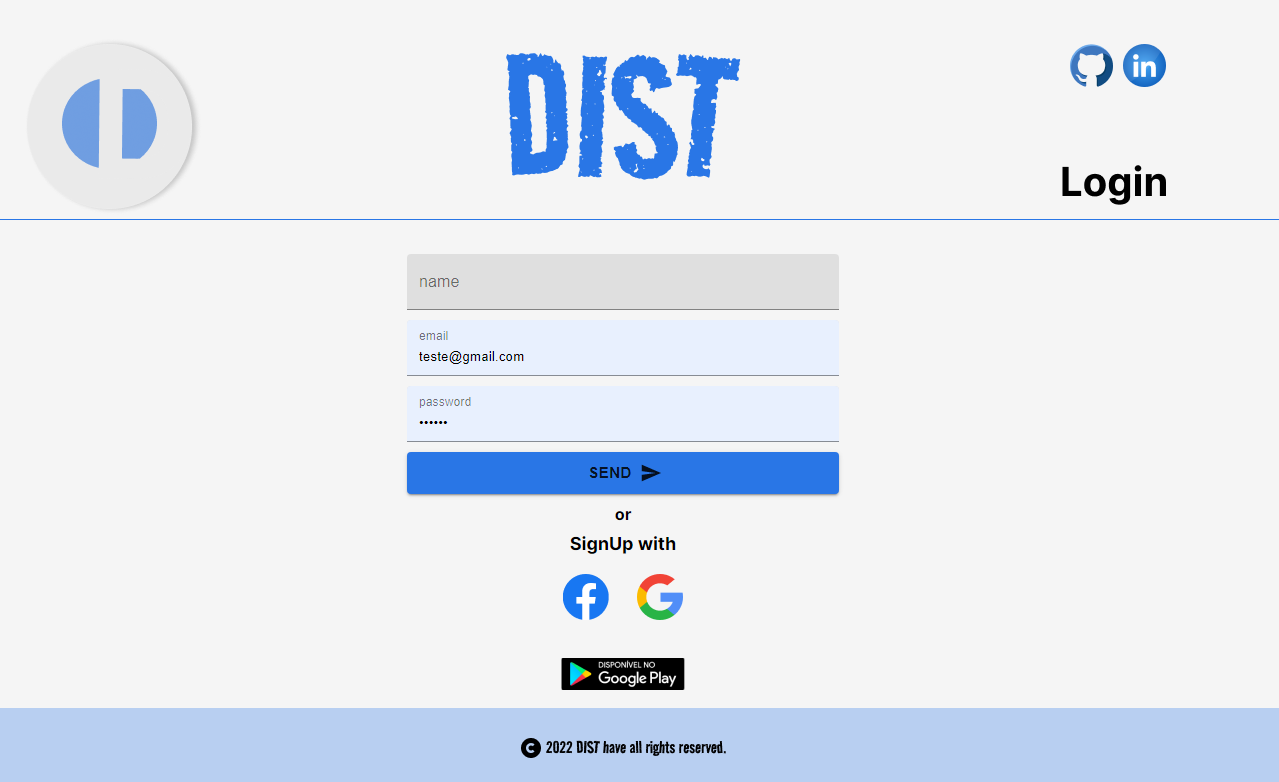 DIST
in
Login
name
email
teste@gmail.com
password
••••••
SEND
or
SignUp with
DISPONÍVEL NO
Google Play
© 2022 DIST have all rights reserved.